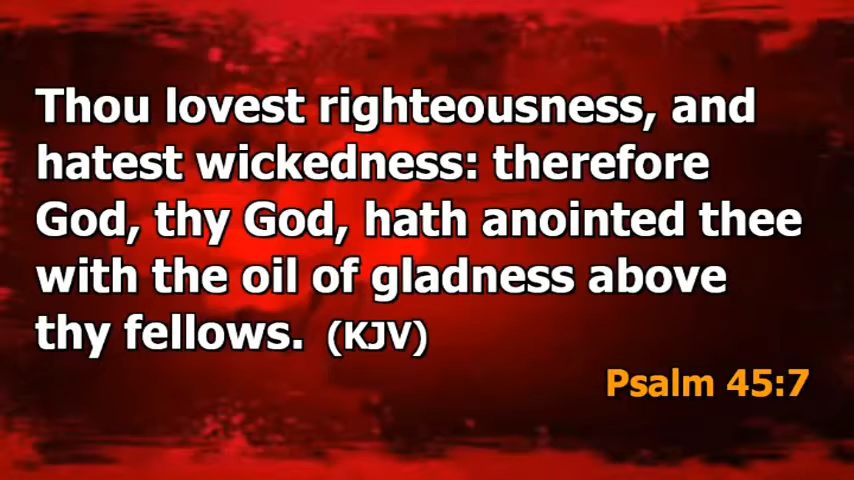 Thou lovest righteousness, and
hatest wickedness: therefore
God, thy God, hath anointed thee
with the oil of gladness above
thy fellows. (KJV)
Psalm 45:7